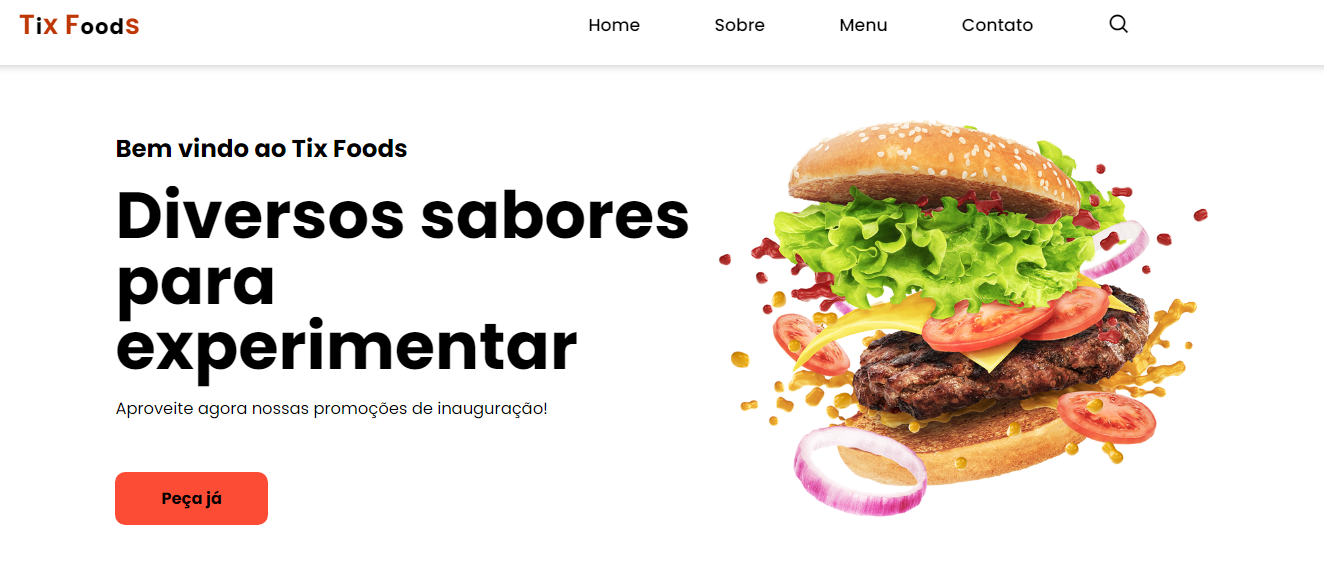 Tix Foods
Home Sobre Menu Contato
Bem vindo ao Tix Foods
Diversos sabores
para
experimentar
Aproveite agora nossas promoções de inauguração!
Peça já